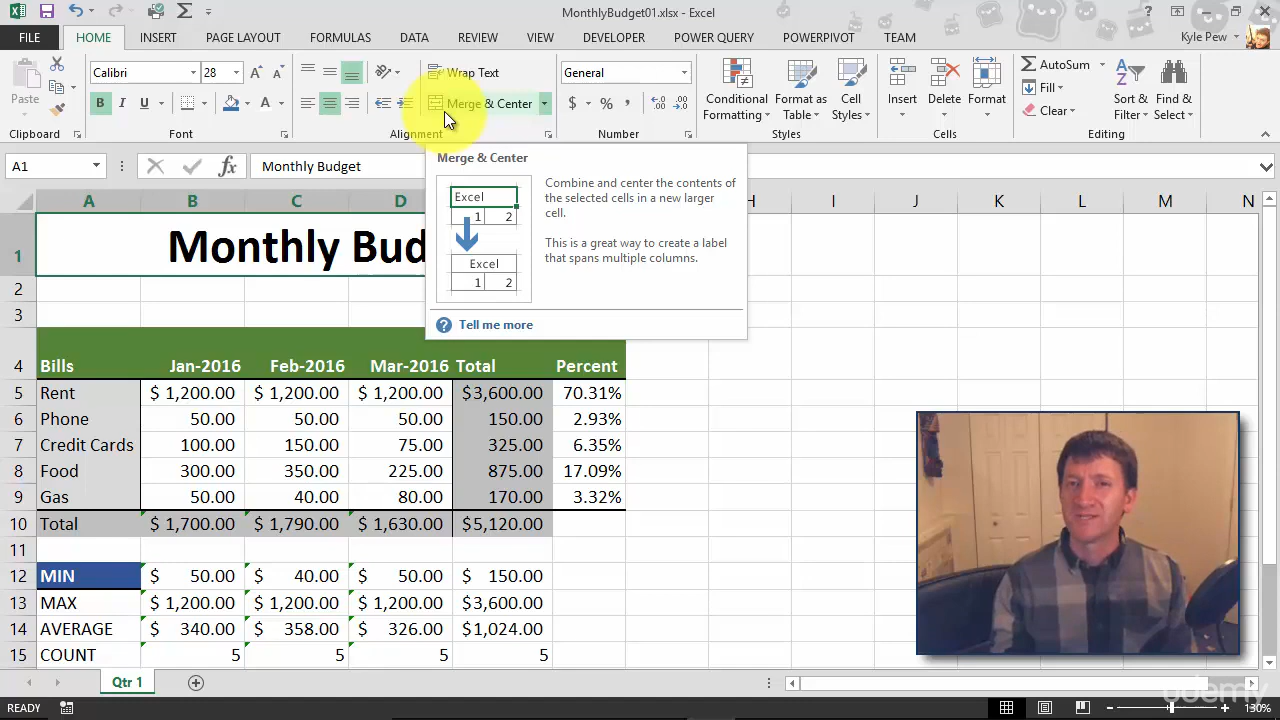 MonthlyBudget01.xlsx - Excel
FILE HOME INSERT PAGE LAYOUT FORMULAS DATA REVIEW VIEW DEVELOPER POWER QUERY POWERPIVOT TEAM Kyle Pew
Calibri 28 Wrap Text General AutoSum
Paste B I U A Merge & Center $ % , Conditional Formatting Format as Table Cell Styles Insert Delete Format Fill Clear Sort & Filter Find & Select
Clipboard Font Alignment Number Styles Cells Editing
A1 fx Monthly Budget
Merge & Center
Excel
1 2
Excel
1 2
Combine and center the contents
of the selected cells in a new larger
cell.
This is a great way to create a label
that spans multiple columns.
? Tell me more
A B C D H I J K L M N
1 Monthly Bud
2
3
4 Bills Jan-2016 Feb-2016 Mar-2016 Total Percent
5 Rent $ 1,200.00 $ 1,200.00 $ 1,200.00 $3,600.00 70.31%
6 Phone 50.00 50.00 50.00 150.00 2.93%
7 Credit Cards 100.00 150.00 75.00 325.00 6.35%
8 Food 300.00 350.00 225.00 875.00 17.09%
9 Gas 50.00 40.00 80.00 170.00 3.32%
10 Total $ 1,700.00 $ 1,790.00 $ 1,630.00 $5,120.00
11
12 MIN $ 50.00 $ 40.00 $ 50.00 $ 150.00
13 MAX $ 1,200.00 $ 1,200.00 $ 1,200.00 $3,600.00
14 AVERAGE $ 340.00 $ 358.00 $ 326.00 $1,024.00
15 COUNT 5 5 5 5
Qtr 1
udemy
READY 130%